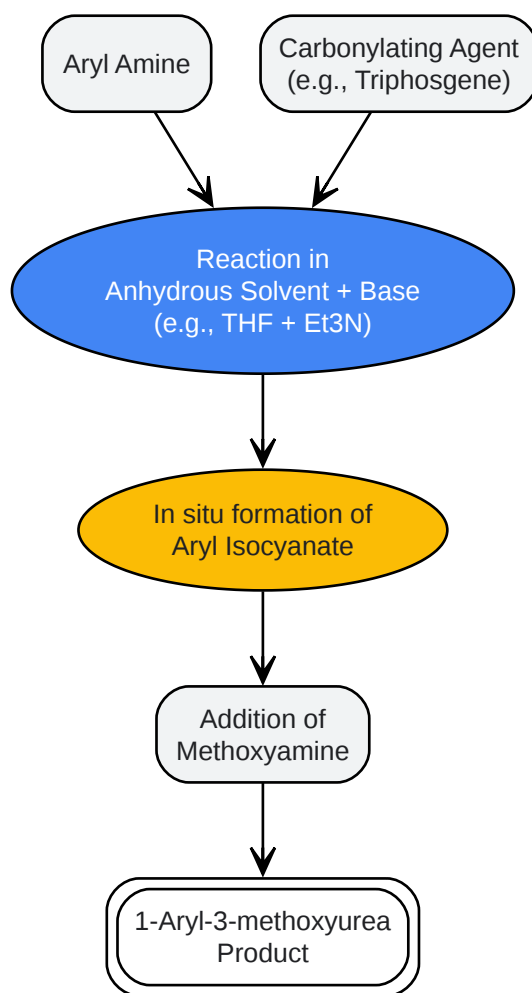 Aryl Amine
Carbonylating Agent
(e.g., Triphosgene)
Reaction in
Anhydrous Solvent + Base
(e.g., THF + Et3N)
In situ formation of
Aryl Isocyanate
Addition of
Methoxyamine
1-Aryl-3-methoxyurea
Product